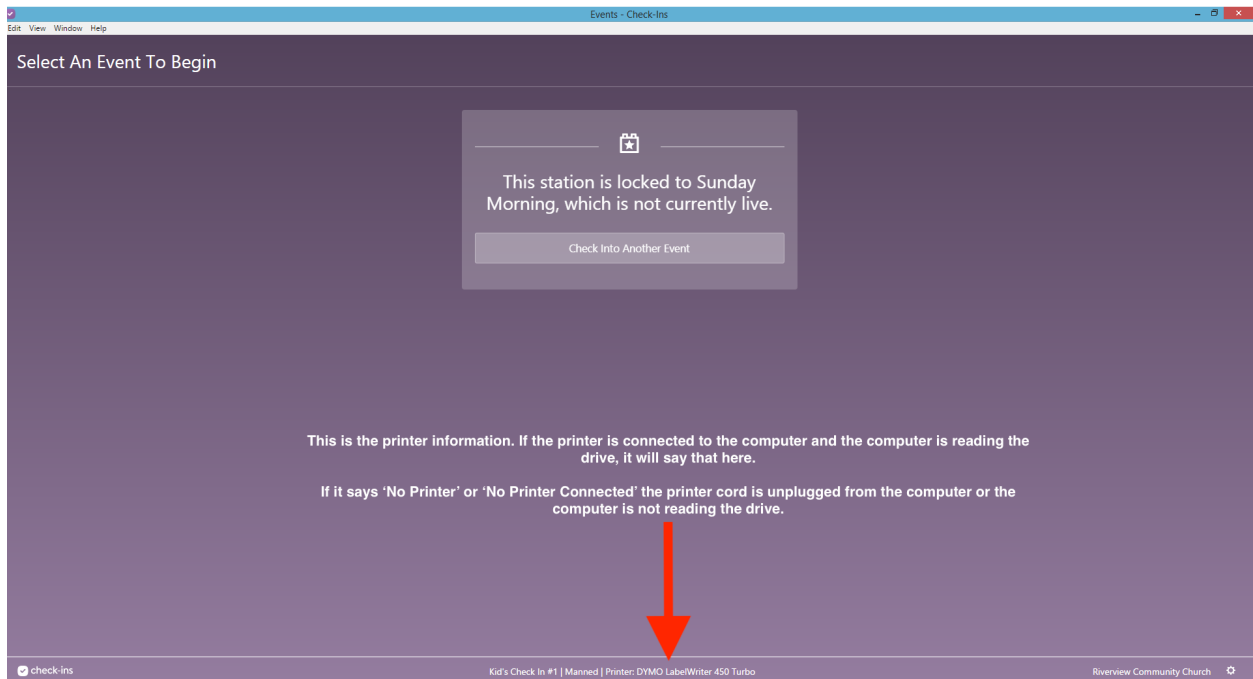 Events - Check-Ins
Edit View Window Help
Select An Event To Begin
This station is locked to Sunday
Morning, which is not currently live.
Check Into Another Event
This is the printer information. If the printer is connected to the computer and the computer is reading the
drive, it will say that here.
If it says ‘No Printer’ or ‘No Printer Connected’ the printer cord is unplugged from the computer or the
computer is not reading the drive.
check-ins
Kid's Check In #1 | Manned | Printer: DYMO LabelWriter 450 Turbo
Riverview Community Church